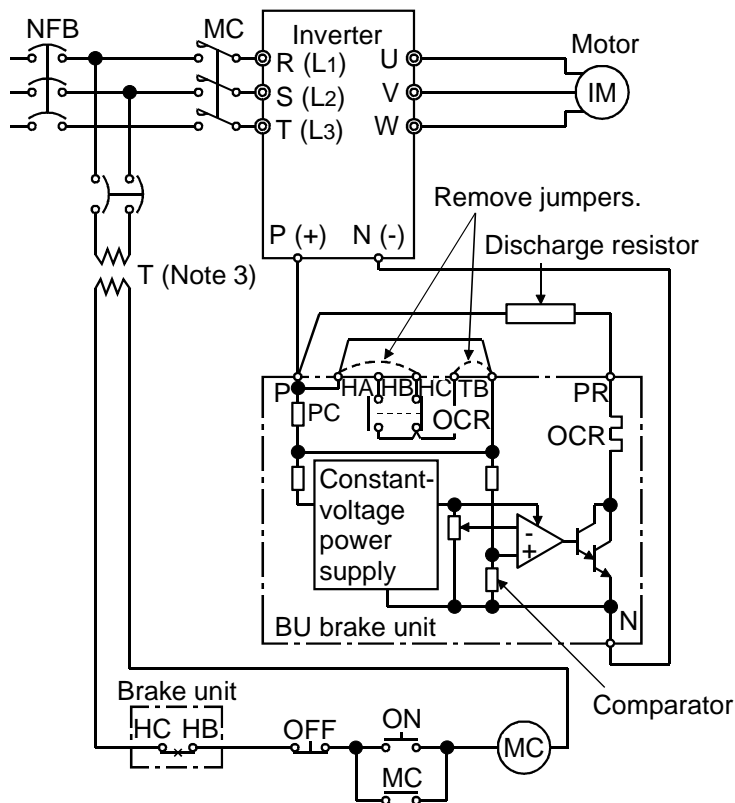 NFB
MC
Inverter
Motor
R (L1)
U
S (L2)
V
IM
T (L3)
W
Remove jumpers.
P (+)
N (-)
Discharge resistor
T (Note 3)
P
HA
HB
HC
TB
PR
PC
OCR
OCR
Constant-
voltage
power
supply
-
+
N
BU brake unit
Comparator
Brake unit
HC
HB
OFF
ON
MC
MC